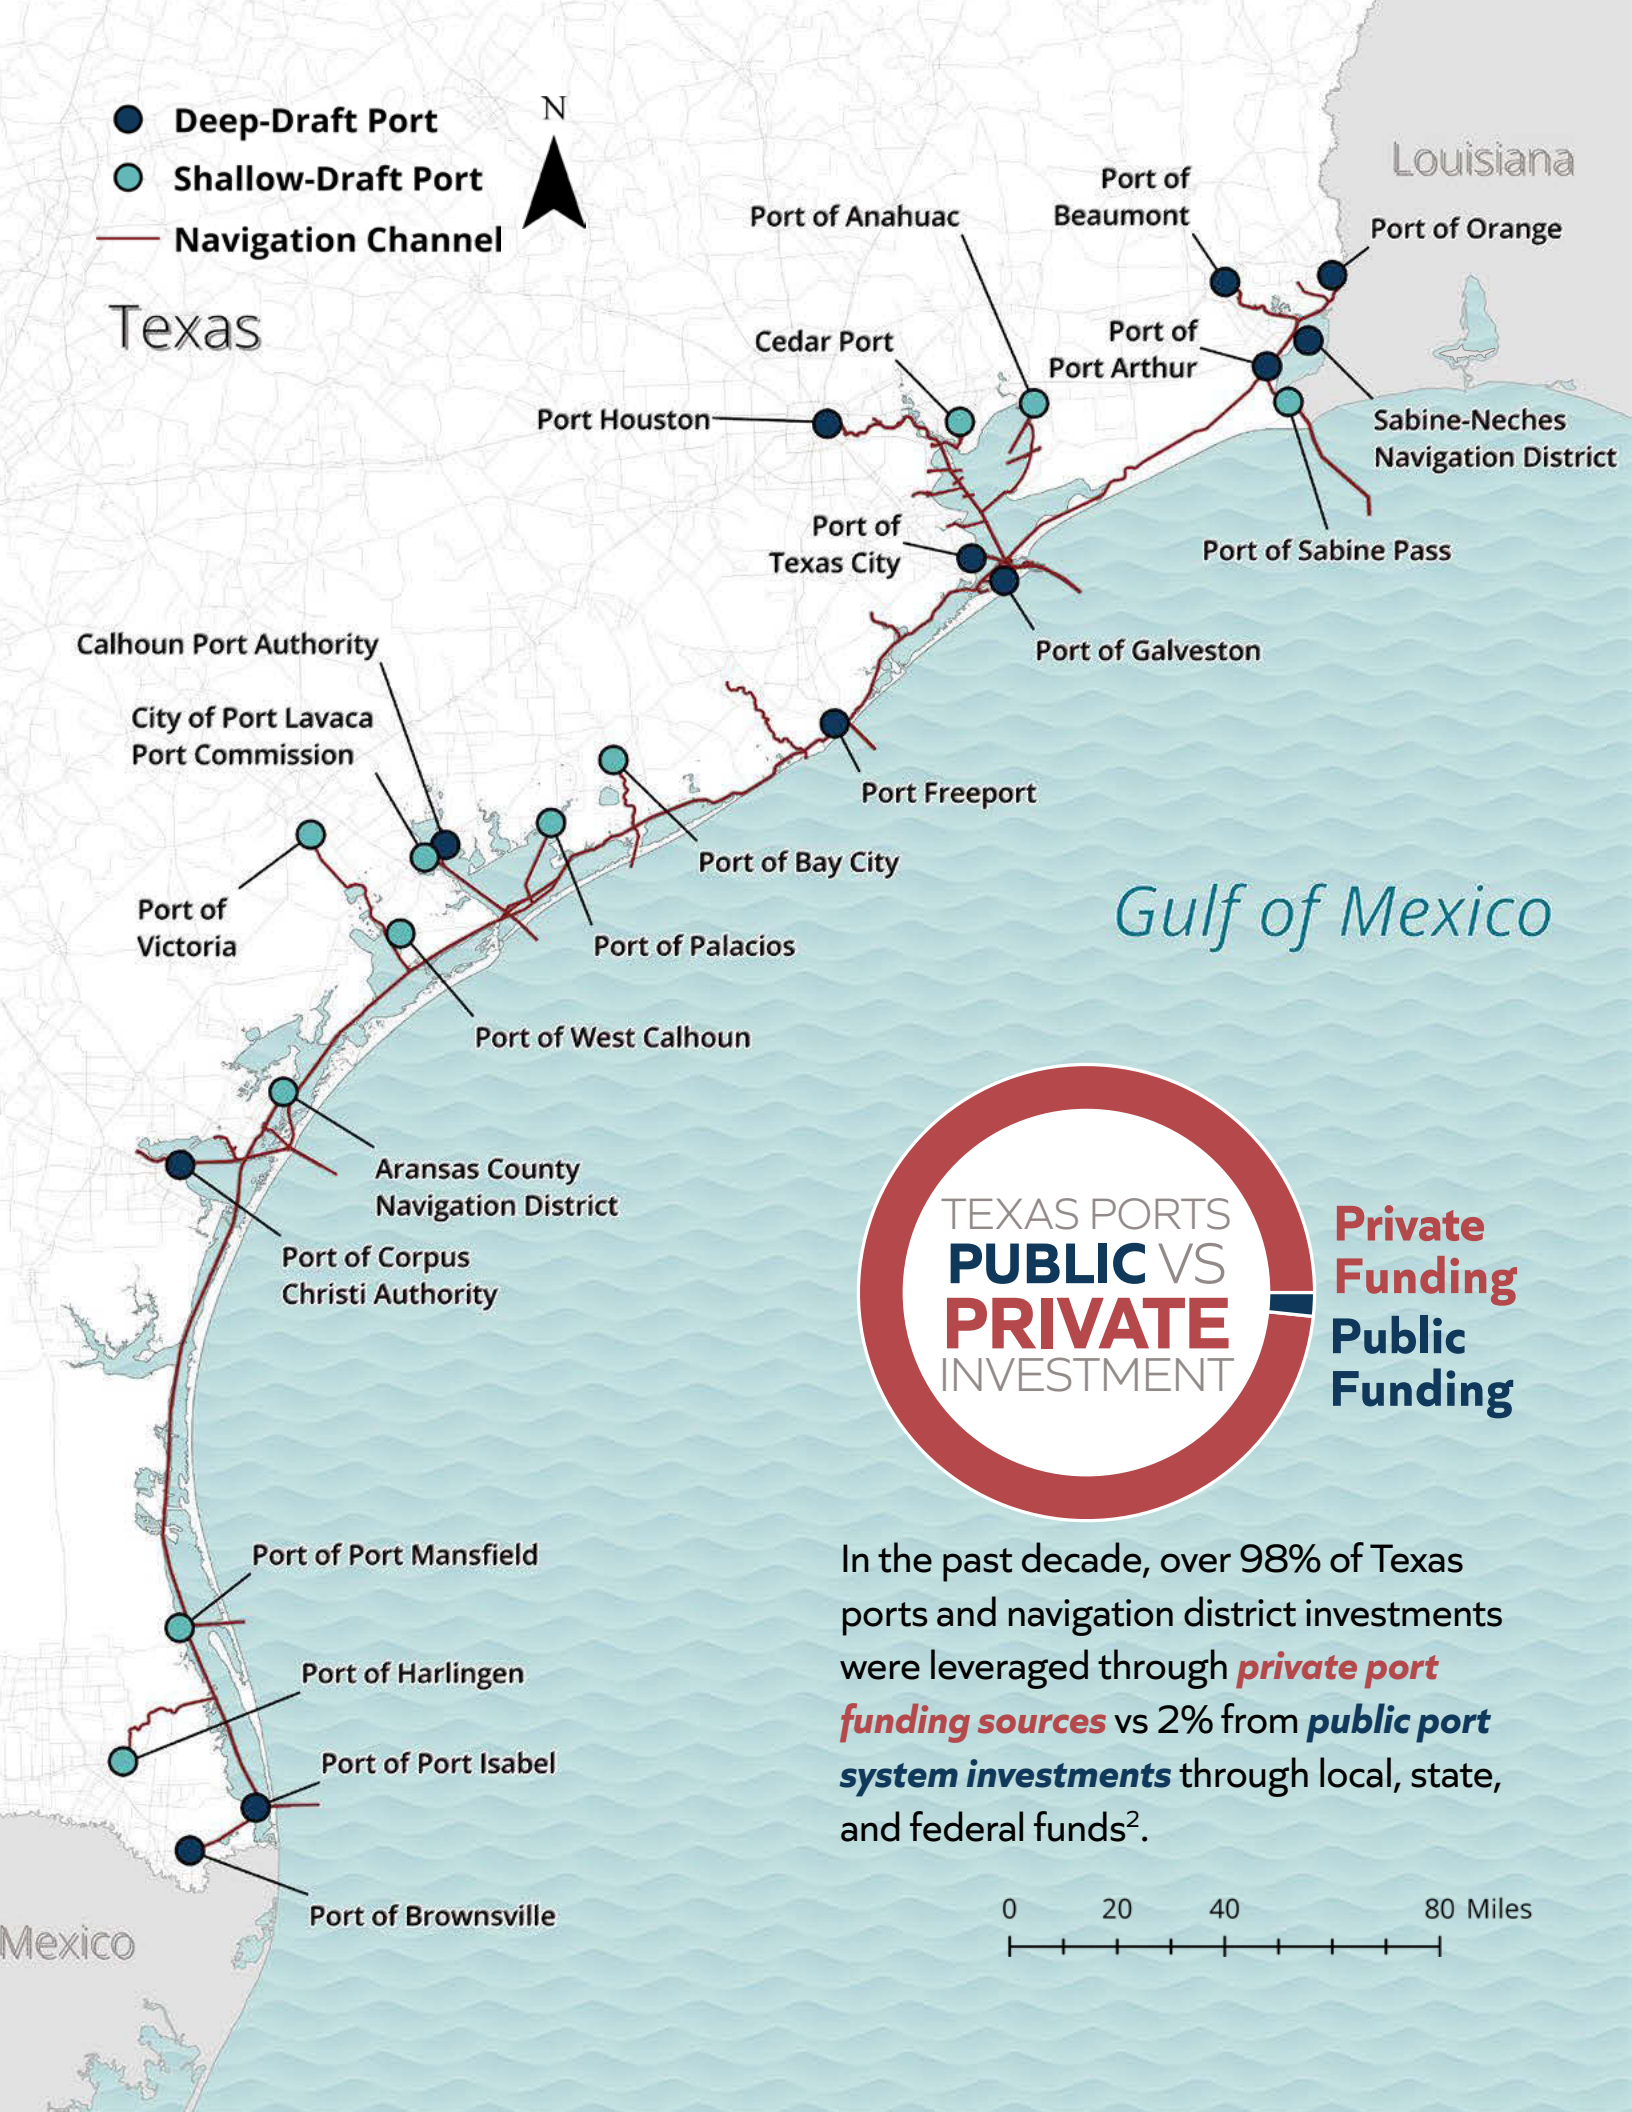 Deep-Draft Port
Shallow-Draft Port
Navigation Channel
N
Texas
Louisiana
Port of
Beaumont
Port of Orange
Port of Anahuac
Port of
Port Arthur
Cedar Port
Port Houston
Sabine-Neches
Navigation District
Port of
Texas City
Port of Sabine Pass
Port of Galveston
Calhoun Port Authority
City of Port Lavaca
Port Commission
Port Freeport
Port of Bay City
Port of
Victoria
Port of Palacios
Gulf of Mexico
Port of West Calhoun
Aransas County
Navigation District
Port of Corpus
Christi Authority
TEXAS PORTS
PUBLIC VS
PRIVATE
INVESTMENT
Private
Funding
Public
Funding
In the past decade, over 98% of Texas
ports and navigation district investments
were leveraged through private port
funding sources vs 2% from public port
system investments through local, state,
and federal funds².
Port of Port Mansfield
Port of Harlingen
Port of Port Isabel
Port of Brownsville
Mexico
0 20 40 80 Miles